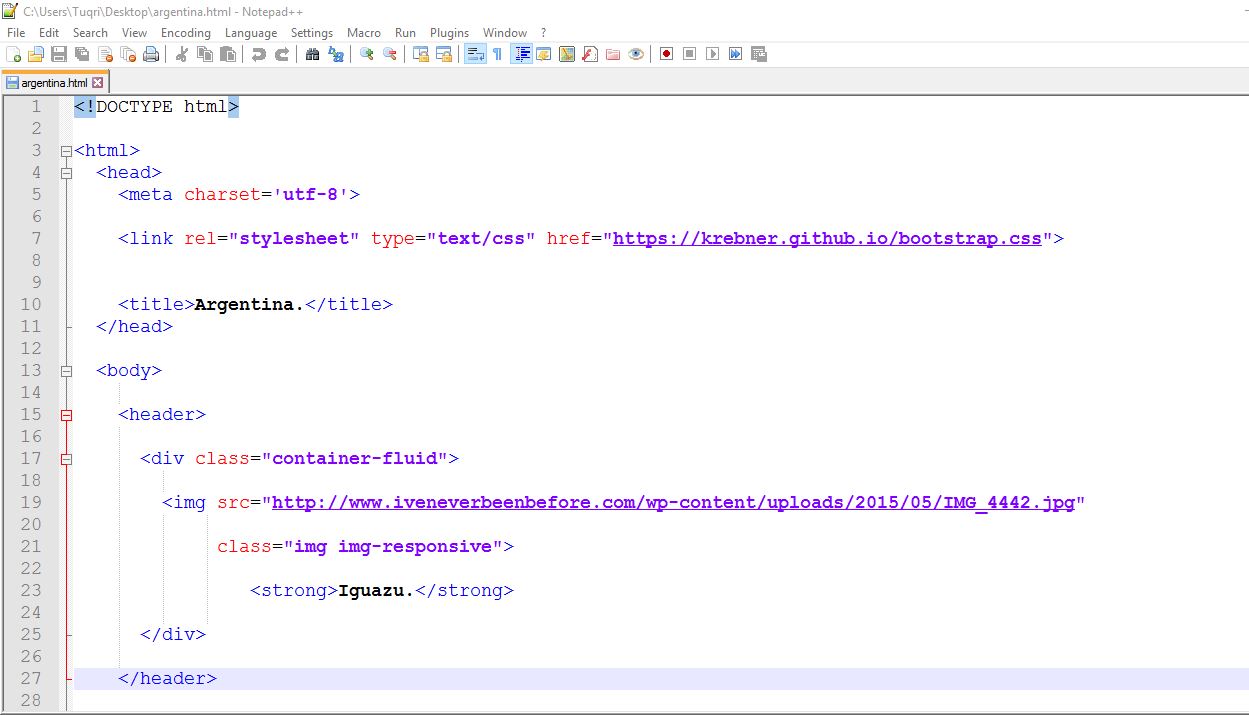 C:\Users\Tuqri\Desktop\argentina.html - Notepad++
File Edit Search View Encoding Language Settings Macro Run Plugins Window ?
argentina.html
1 <!DOCTYPE html>
2
3 <html>
4 <head>
5 <meta charset='utf-8'>
6
7 <link rel="stylesheet" type="text/css" href="https://krebner.github.io/bootstrap.css">
8
9
10 <title>Argentina.</title>
11 </head>
12
13 <body>
14
15 <header>
16
17 <div class="container-fluid">
18
19 <img src="http://www.iveneverbeenbefore.com/wp-content/uploads/2015/05/IMG_4442.jpg"
20
21 class="img img-responsive">
22
23 <strong>Iguazu.</strong>
24
25 </div>
26
27 </header>
28